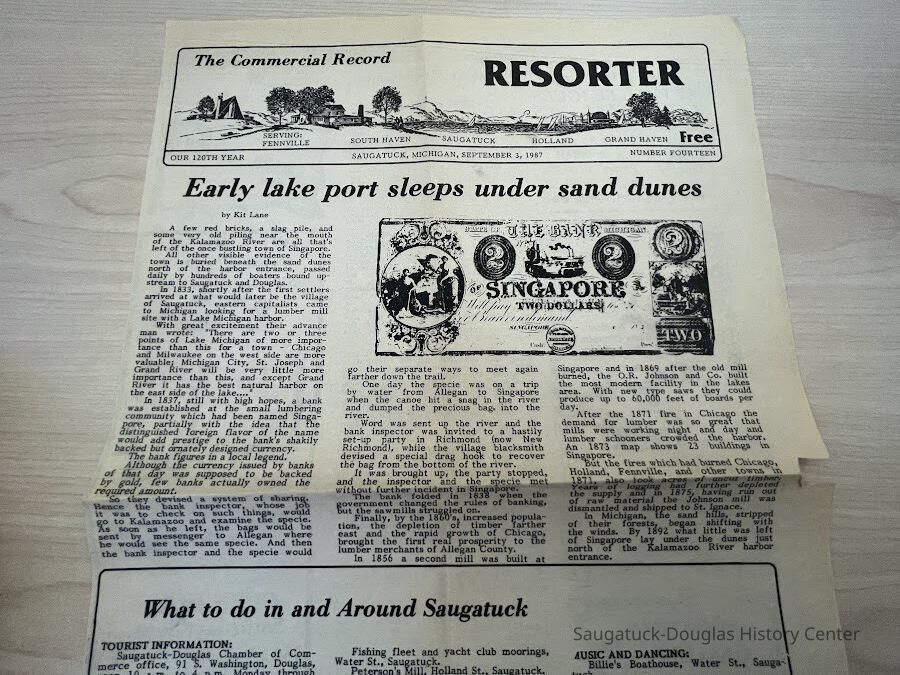 The Commercial Record
RESORTER
SERVING:
FENNVILLE
SOUTH HAVEN
SAUGATUCK
HOLLAND
GRAND HAVEN
Free
OUR 120TH YEAR
SAUGATUCK, MICHIGAN, SEPTEMBER 3, 1987
NUMBER FOURTEEN
Early lake port sleeps under sand dunes
by Kit Lane
A few red bricks, a slag pile, and
some very old piling near the mouth
of the Kalamazoo River are all that's
left of the once bustling town of Singapore.
All other visible evidence of the
town is buried beneath the sand dunes
north of the harbor entrance, passed
daily by hundreds of boaters bound up-
stream to Saugatuck and Douglas.
In 1833, shortly after the first settlers
arrived at what would later be the village
of Saugatuck, eastern capitalists came
to Michigan looking for a lumber mill
site with a Lake Michigan harbor.
With great excitement their advance
man wrote: "There are two or three
points of Lake Michigan of more impor-
tance than this for a town - Chicago
and Milwaukee on the west side are more
valuable; Michigan City, St. Joseph and
Grand River will be very little more
importance than this, and except Grand
River it has the best natural harbor on
the east side of the lake...."
In 1837, still with high hopes, a bank
was established at the small lumbering
community which had been named Singa-
pore, partially with the idea that the
distinguished foreign flavor of the name
would add prestige to the bank's shakily
backed but ornately designed currency.
The bank figures in a local legend.
Although the currency issued by banks
of that day was supposed to be backed
by gold, few banks actually owned the
required amount.
So they devised a system of sharing.
Hence the bank inspector, whose job
it was to check on such things, would
go to Kalamazoo and examine the specie.
As soon as he left, the bags would be
sent by messenger to Allegan where
he would see the same specie. And then
the bank inspector and the specie would
STATE OF THE BANK MICHIGAN.
2 2 2
OF SINGAPORE
TWO DOLLARS
on demand
SINGAPORE
Cash.
Pres.
TWO
go their separate ways to meet again
farther down the trail.
One day the specie was on a trip
by water from Allegan to Singapore
when the canoe hit a snag in the river
and dumped the precious bag, into the
river.
Word was sent up the river and the
bank inspector was invited to a hastily
set-up party in Richmond (now New
Richmond), while the village blacksmith
devised a special drag hook to recover
the bag from the bottom of the river.
It was brought up, the party stopped,
and the inspector and the specie met
without further incident in Singapore.
The bank folded in 1838 when the
government changed the rules of banking,
but the sawmills struggled on.
Finally, by the 1860's, increased popula-
tion, the depletion of timber farther
east and the rapid growth of Chicago,
brought the first real prosperity to the
lumber merchants of Allegan County.
In 1856 a second mill was built at
Singapore and in 1869 after the old mill
burned, the O.R. Johnson and Co. built
the most modern facility in the lakes
area. With new type saws they could
produce up to 60,000 feet of boards per
day.
After the 1871 fire in Chicago the
demand for lumber was so great that
mills were working night and day and
lumber schooners crowded the harbor.
An 1873 map shows 23 buildings in
Singapore.
But the fires which had burned Chicago,
Holland, Fennville, and other towns in
1871, also took acres of uncut timber.
Years of logging had further depleted
the supply and in 1875, having run out
of raw material the Johnson mill was
dismantled and shipped to St. Ignace.
In Michigan, the sand hills, stripped
of their forests, began shifting with
the winds. By 1892 what little was left
of Singapore lay under the dunes just
north of the Kalamazoo River harbor
entrance.
What to do in and Around Saugatuck
TOURIST INFORMATION:
Saugatuck-Douglas Chamber of Com-
merce office, 91 S. Washington, Douglas,
open 10 a.m. to 4 p.m. Monday through
Fishing fleet and yacht club moorings,
Water St., Saugatuck.
Peterson's Mill, Holland St., Saugatuck.
MUSIC AND DANCING:
Billie's Boathouse, Water St., Sauga-
tuck.
Saugatuck-Douglas History Center